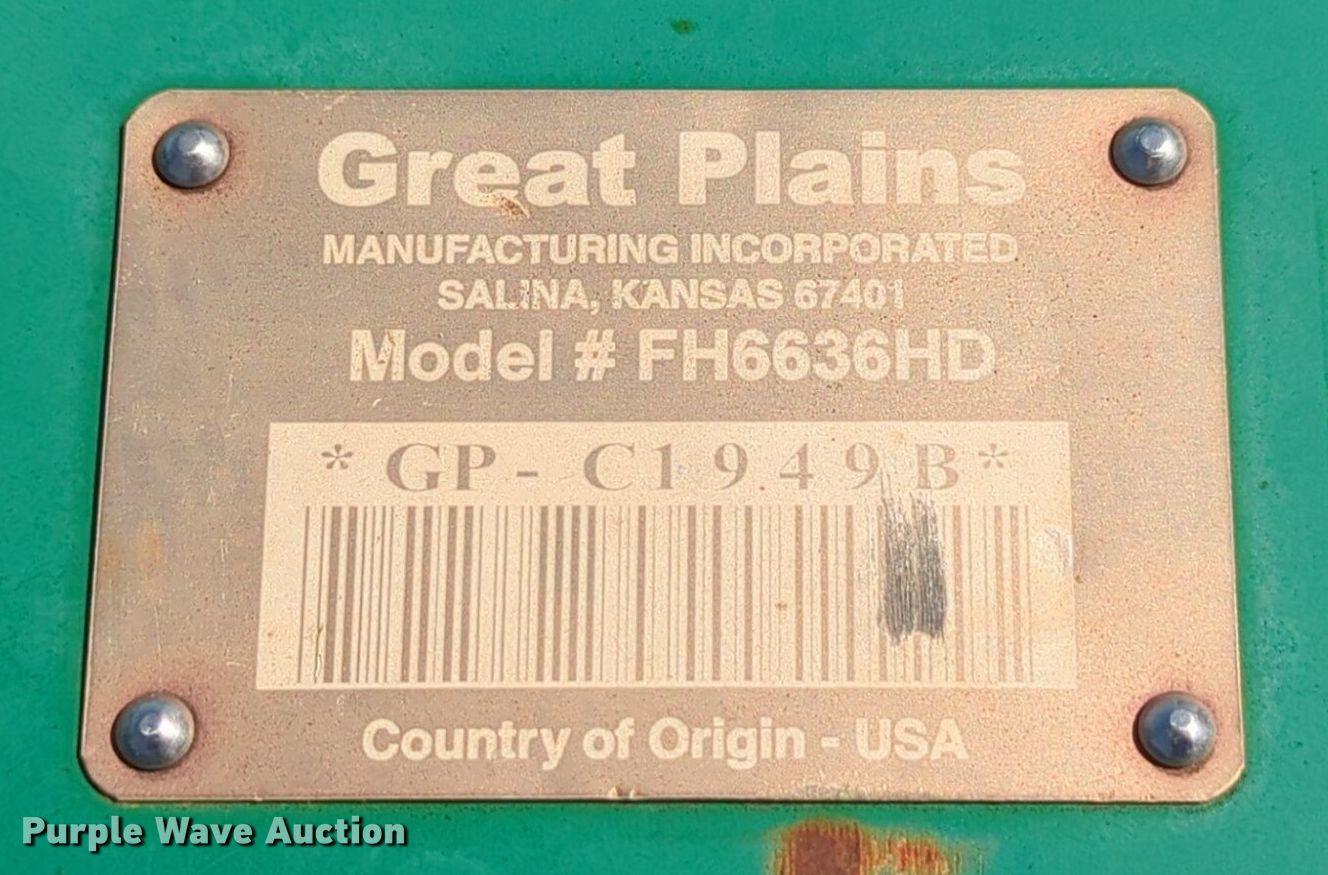 Great Plains
MANUFACTURING INCORPORATED
SALINA, KANSAS 67401
Model # FH6636HD
*GP- C1949B*
Country of Origin - USA
Purple Wave Auction